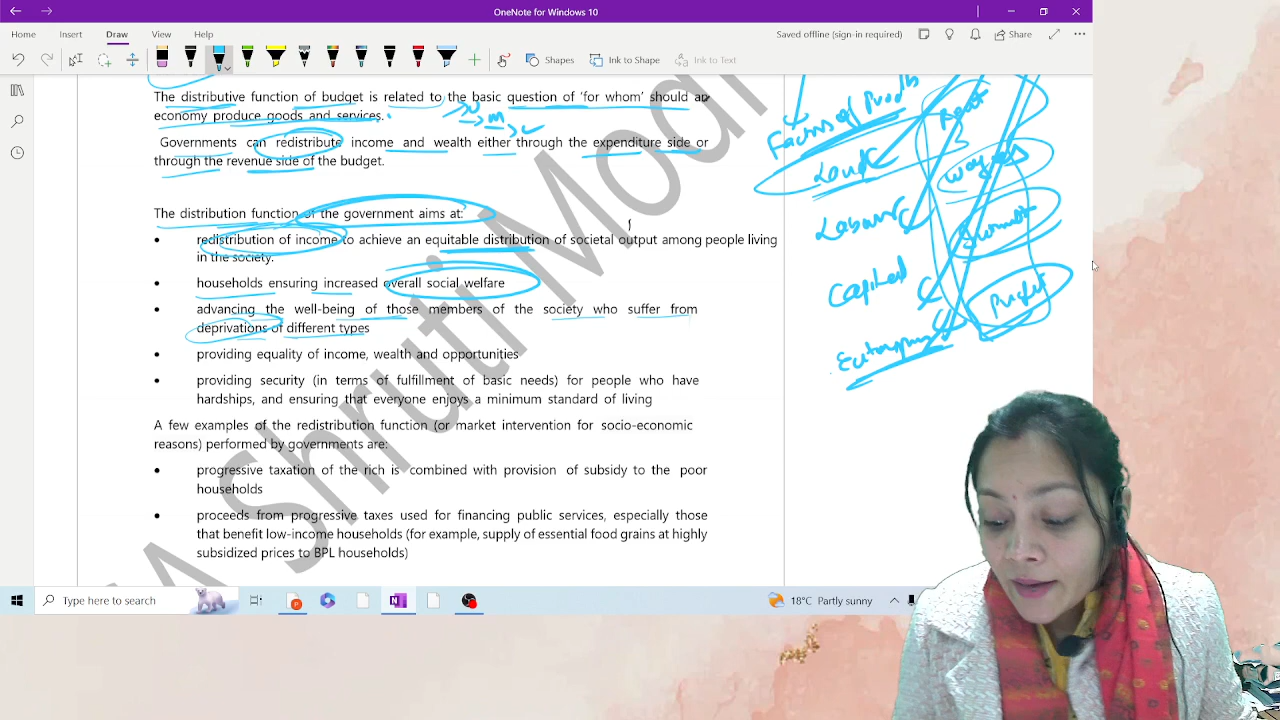 OneNote for Windows 10
Home Insert Draw View Help Saved offline (sign-in required) Share
Shapes Ink to Shape Ink to Text
The distributive function of budget is related to the basic question of 'for whom' should an
economy produce goods and services.
Governments can redistribute income and wealth either through the expenditure side or
through the revenue side of the budget.
The distribution function of the government aims at:
• redistribution of income to achieve an equitable distribution of societal output among people living
in the society.
• households ensuring increased overall social welfare
• advancing the well-being of those members of the society who suffer from
deprivations of different types
• providing equality of income, wealth and opportunities
• providing security (in terms of fulfillment of basic needs) for people who have
hardships, and ensuring that everyone enjoys a minimum standard of living
A few examples of the redistribution function (or market intervention for socio-economic
reasons) performed by governments are:
• progressive taxation of the rich is combined with provision of subsidy to the poor
households
• proceeds from progressive taxes used for financing public services, especially those
that benefit low-income households (for example, supply of essential food grains at highly
subsidized prices to BPL households)
Factors of Prodn
Land
Wages
Labour
Capital
Profit
Shruti Modi
Type here to search
18°C Partly sunny